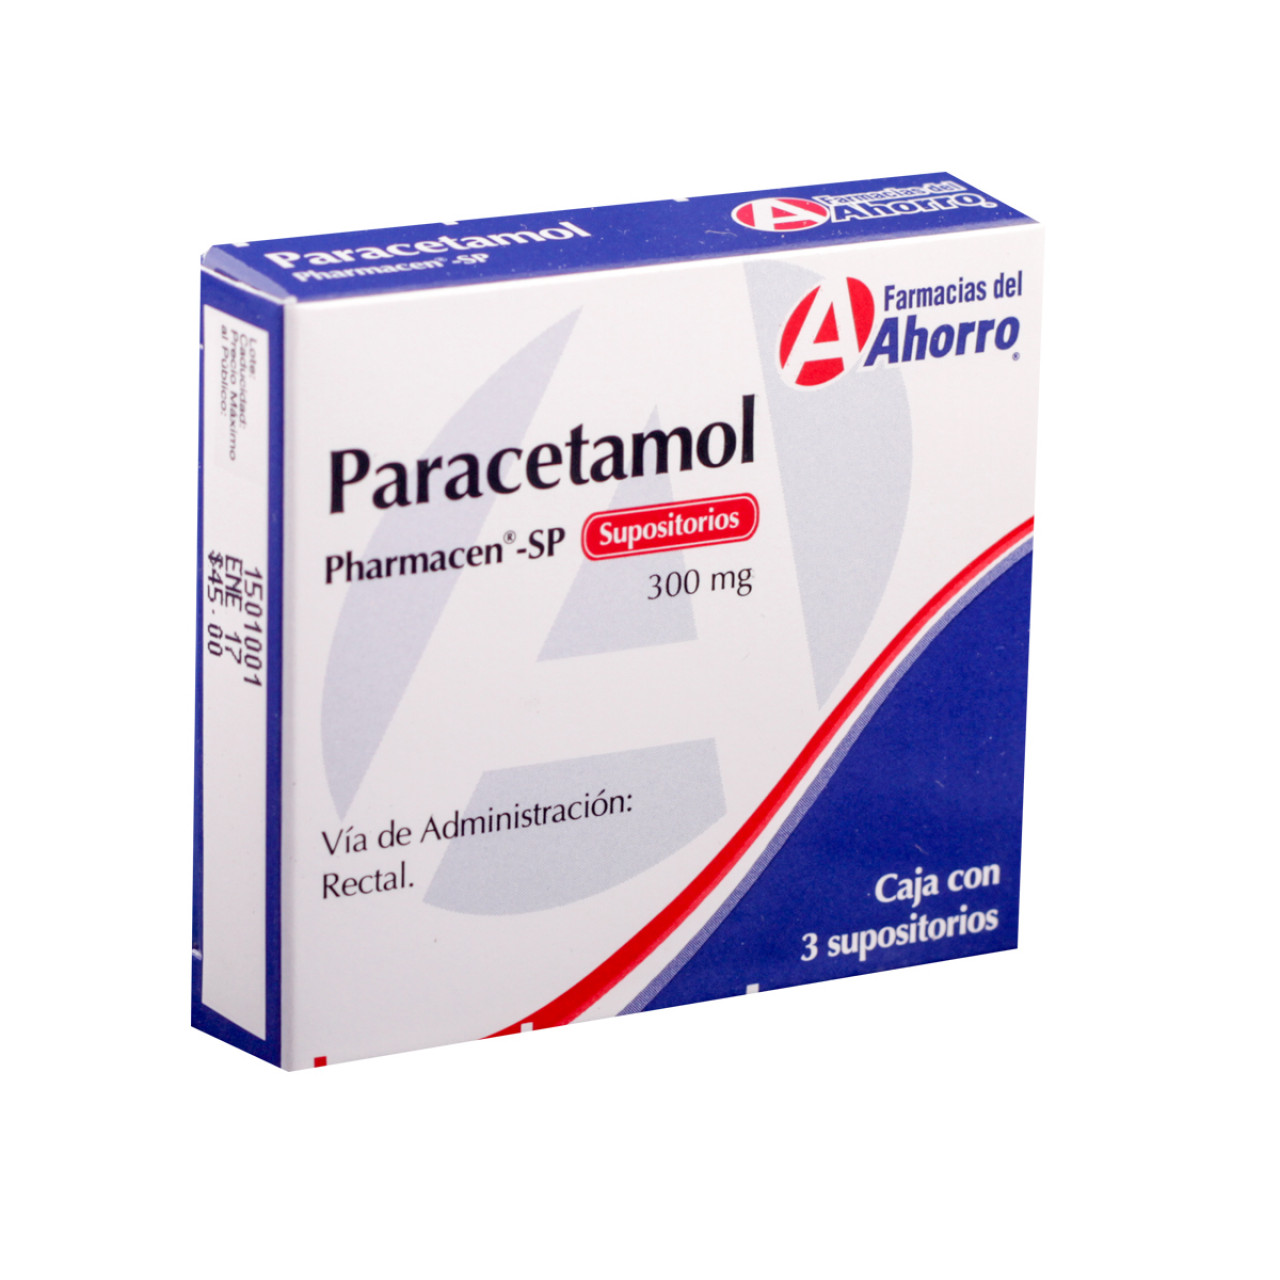 Paracetamol
Pharmacen®-SP
Farmacias del
Ahorro®
Farmacias del
Ahorro®
Paracetamol
Pharmacen®-SP
Supositorios
300 mg
Vía de Administración:
Rectal.
Caja con
3 supositorios
Lote:
Caducidad:
Precio Máximo
al Público:
1501001
ENE 17
$45.00